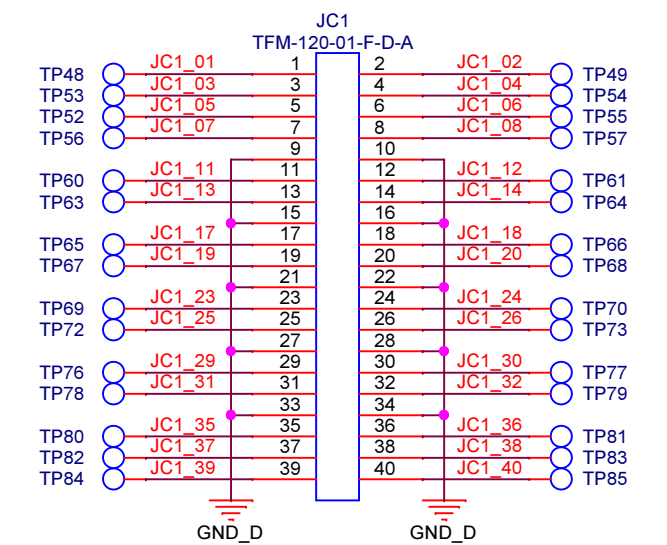 JC1
TFM-120-01-F-D-A
TP48 JC1_01 1 2 JC1_02 TP49
TP53 JC1_03 3 4 JC1_04 TP54
TP52 JC1_05 5 6 JC1_06 TP55
TP56 JC1_07 7 8 JC1_08 TP57
9 10
TP60 JC1_11 11 12 JC1_12 TP61
TP63 JC1_13 13 14 JC1_14 TP64
15 16
TP65 JC1_17 17 18 JC1_18 TP66
TP67 JC1_19 19 20 JC1_20 TP68
21 22
TP69 JC1_23 23 24 JC1_24 TP70
TP72 JC1_25 25 26 JC1_26 TP73
27 28
TP76 JC1_29 29 30 JC1_30 TP77
TP78 JC1_31 31 32 JC1_32 TP79
33 34
TP80 JC1_35 35 36 JC1_36 TP81
TP82 JC1_37 37 38 JC1_38 TP83
TP84 JC1_39 39 40 JC1_40 TP85
GND_D GND_D